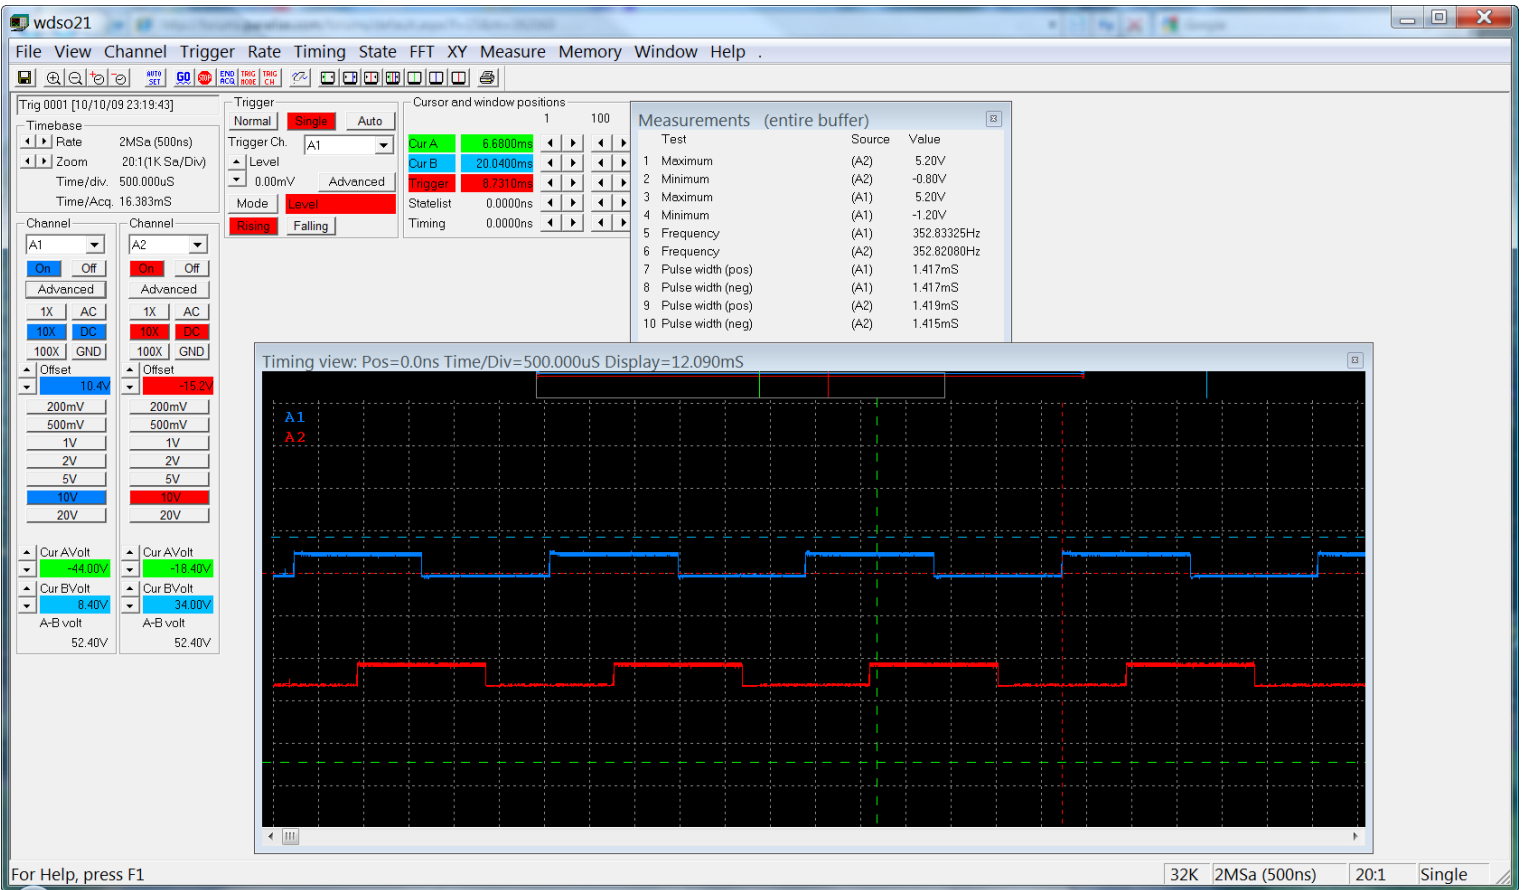 wdso21
File View Channel Trigger Rate Timing State FFT XY Measure Memory Window Help .
AUTO SET GO STOP END ACQ TRIG MODE TRIG CH
Trig 0001 [10/10/09 23:19:43]
Timebase
Rate 2MSa (500ns)
Zoom 20:1(1K Sa/Div)
Time/div. 500.000uS
Time/Acq. 16.383mS
Trigger
Normal Single Auto
Trigger Ch. A1
Level
0.00mV Advanced
Mode Level
Rising Falling
Cursor and window positions
1 100
Cur A 6.6800ms
Cur B 20.0400ms
Trigger 8.7310ms
Statelist 0.0000ns
Timing 0.0000ns
Channel Channel
A1 A2
On Off On Off
Advanced Advanced
1X AC 1X AC
10X DC 10X DC
100X GND 100X GND
Offset Offset
10.4V -15.2V
200mV 200mV
500mV 500mV
1V 1V
2V 2V
5V 5V
10V 10V
20V 20V
Cur AVolt Cur AVolt
-44.00V -18.40V
Cur BVolt Cur BVolt
8.40V 34.00V
A-B volt A-B volt
52.40V 52.40V
Measurements (entire buffer)
Test Source Value
1 Maximum (A2) 5.20V
2 Minimum (A2) -0.80V
3 Maximum (A1) 5.20V
4 Minimum (A1) -1.20V
5 Frequency (A1) 352.83325Hz
6 Frequency (A2) 352.82080Hz
7 Pulse width (pos) (A1) 1.417mS
8 Pulse width (neg) (A1) 1.417mS
9 Pulse width (pos) (A2) 1.419mS
10 Pulse width (neg) (A2) 1.415mS
Timing view: Pos=0.0ns Time/Div=500.000uS Display=12.090mS
A1
A2
For Help, press F1
32K 2MSa (500ns) 20:1 Single